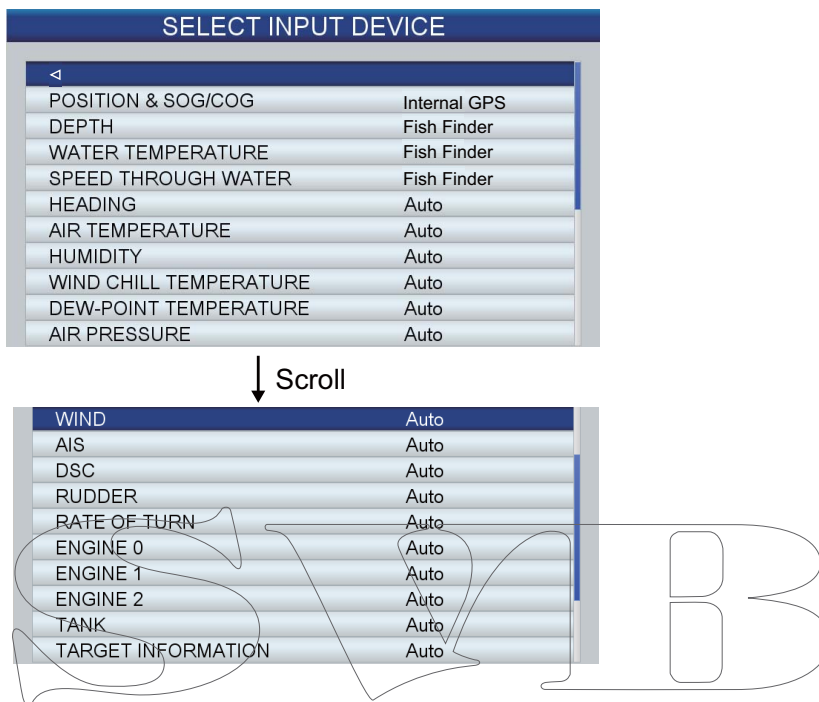 SELECT INPUT DEVICE
◁
POSITION & SOG/COG Internal GPS
DEPTH Fish Finder
WATER TEMPERATURE Fish Finder
SPEED THROUGH WATER Fish Finder
HEADING Auto
AIR TEMPERATURE Auto
HUMIDITY Auto
WIND CHILL TEMPERATURE Auto
DEW-POINT TEMPERATURE Auto
AIR PRESSURE Auto
Scroll
WIND Auto
AIS Auto
DSC Auto
RUDDER Auto
RATE OF TURN Auto
ENGINE 0 Auto
ENGINE 1 Auto
ENGINE 2 Auto
TANK Auto
TARGET INFORMATION Auto
SVB